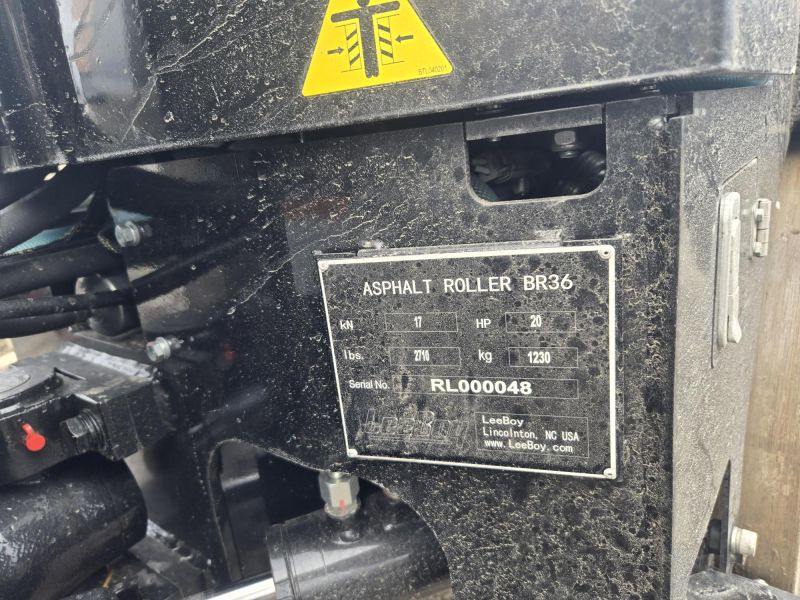 BTL040201
ASPHALT ROLLER BR36
kN 17 HP 20
lbs. 2710 kg 1230
Serial No. RL000048
LeeBoy
LeeBoy
Lincolnton, NC USA
www.LeeBoy.com